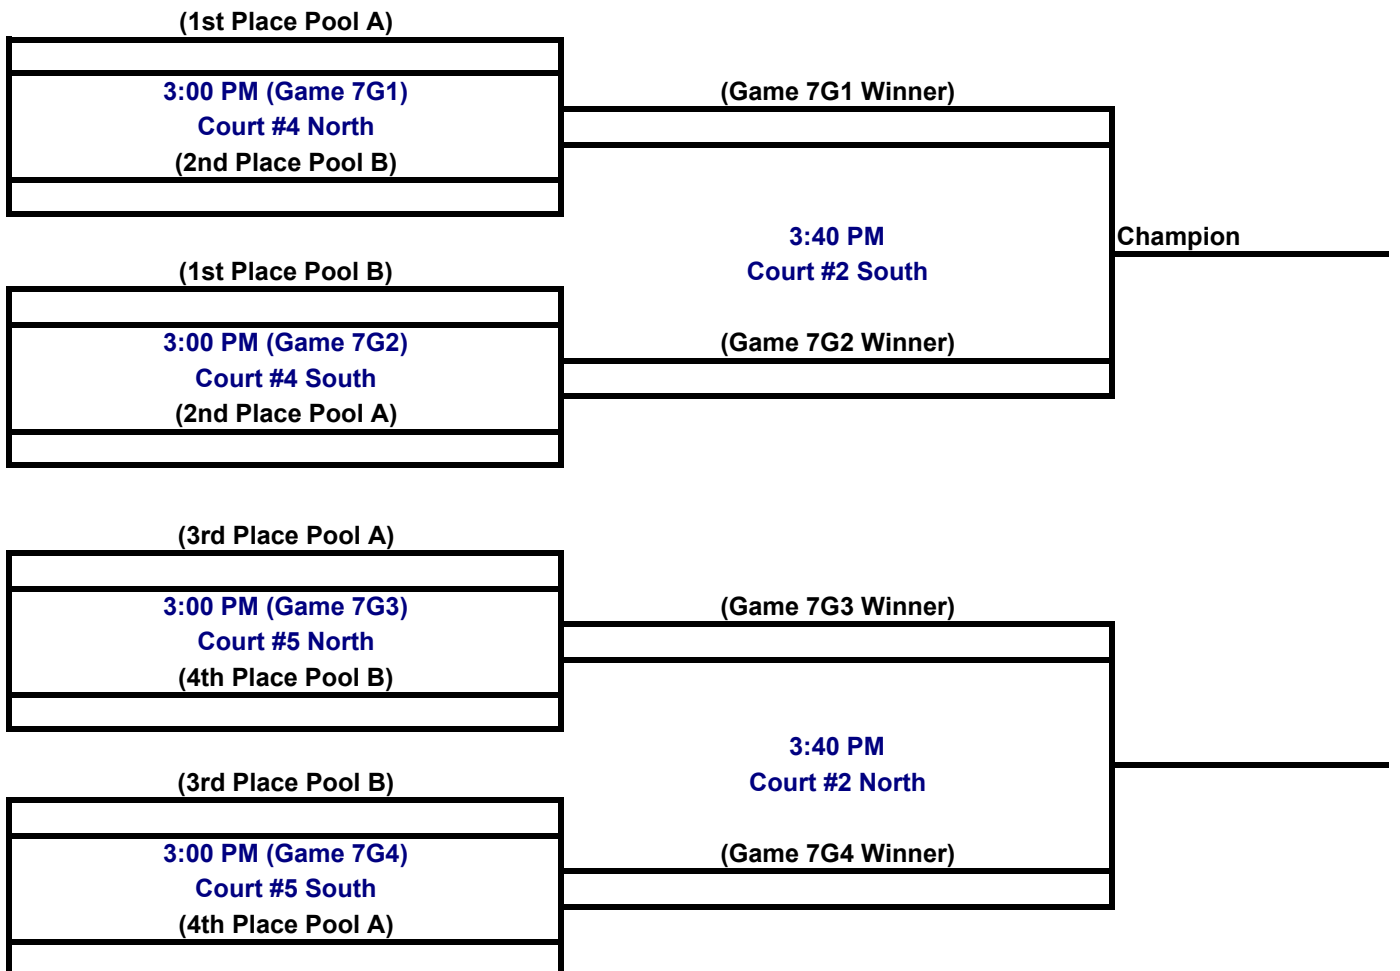 (1st Place Pool A)
3:00 PM (Game 7G1)
Court #4 North
(2nd Place Pool B)
(Game 7G1 Winner)
(1st Place Pool B)
3:00 PM (Game 7G2)
Court #4 South
(2nd Place Pool A)
3:40 PM
Court #2 South
(Game 7G2 Winner)
Champion
(3rd Place Pool A)
3:00 PM (Game 7G3)
Court #5 North
(4th Place Pool B)
(Game 7G3 Winner)
(3rd Place Pool B)
3:00 PM (Game 7G4)
Court #5 South
(4th Place Pool A)
3:40 PM
Court #2 North
(Game 7G4 Winner)